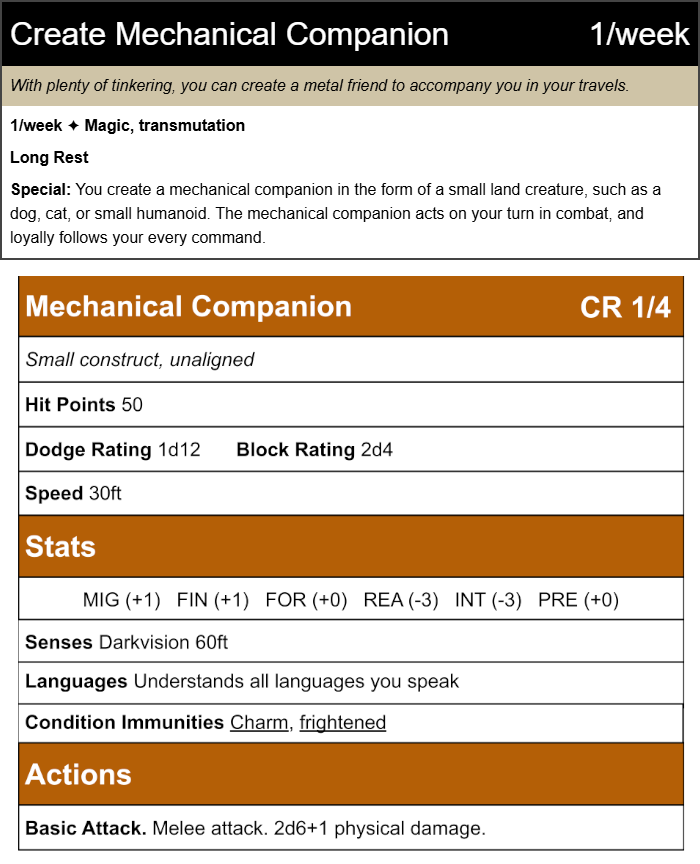 Create Mechanical Companion 1/week
With plenty of tinkering, you can create a metal friend to accompany you in your travels.
1/week ✦ Magic, transmutation
Long Rest
Special: You create a mechanical companion in the form of a small land creature, such as a
dog, cat, or small humanoid. The mechanical companion acts on your turn in combat, and
loyally follows your every command.
Mechanical Companion CR 1/4
Small construct, unaligned
Hit Points 50
Dodge Rating 1d12 Block Rating 2d4
Speed 30ft
Stats
MIG (+1) FIN (+1) FOR (+0) REA (-3) INT (-3) PRE (+0)
Senses Darkvision 60ft
Languages Understands all languages you speak
Condition Immunities Charm, frightened
Actions
Basic Attack. Melee attack. 2d6+1 physical damage.